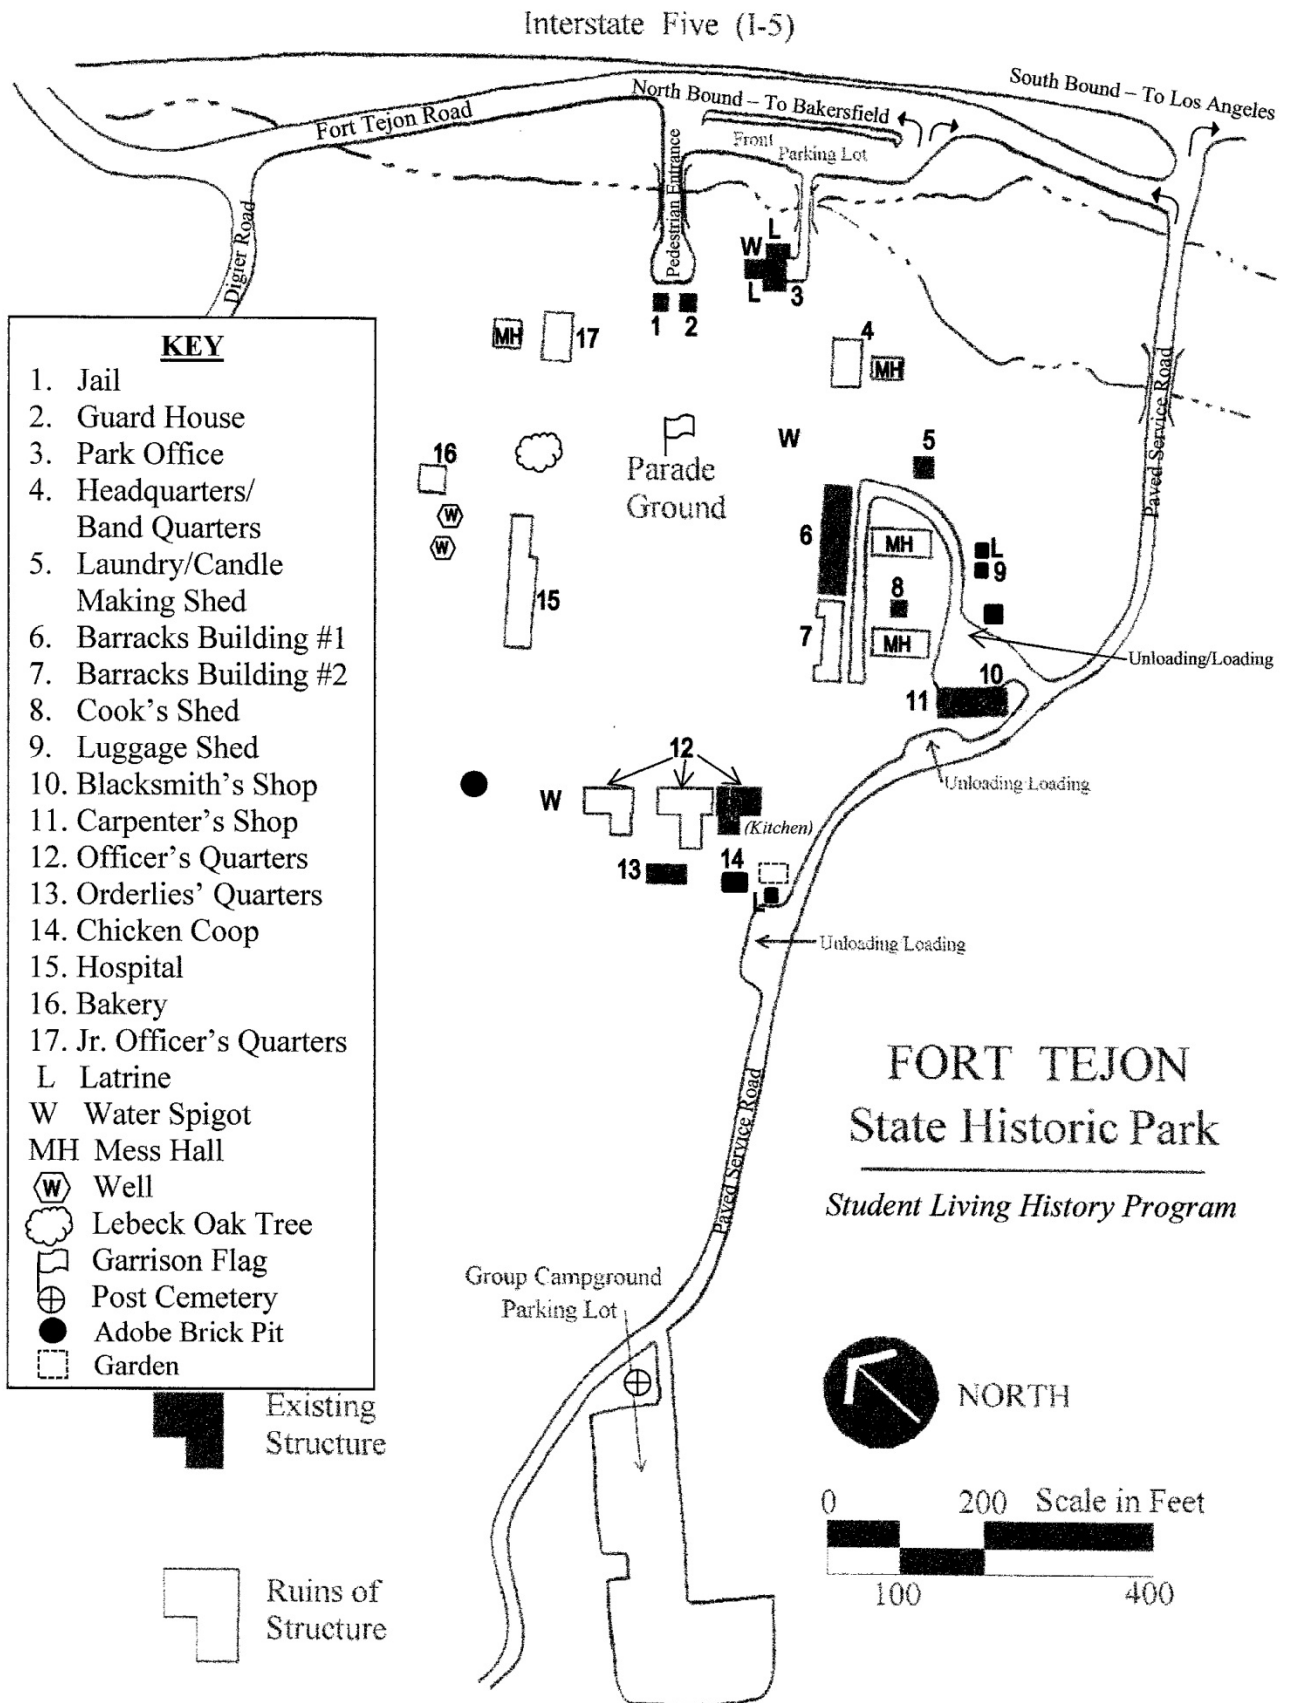 Interstate Five (I-5)
South Bound – To Los Angeles
North Bound – To Bakersfield
Fort Tejon Road
Front
Parking Lot
Pedestrian Entrance
Digier Road
L
W
L
3
1
2
MH
17
4
MH
Paved Service Road
KEY
1. Jail
2. Guard House
3. Park Office
4. Headquarters/
Band Quarters
5. Laundry/Candle
Making Shed
6. Barracks Building #1
7. Barracks Building #2
8. Cook's Shed
9. Luggage Shed
10. Blacksmith's Shop
11. Carpenter's Shop
12. Officer's Quarters
13. Orderlies' Quarters
14. Chicken Coop
15. Hospital
16. Bakery
17. Jr. Officer's Quarters
L Latrine
W Water Spigot
MH Mess Hall
W Well
Lebeck Oak Tree
Garrison Flag
Post Cemetery
Adobe Brick Pit
Garden
Existing
Structure
Ruins of
Structure
16
W
W
15
Parade
Ground
W
5
6
MH
L
9
8
7
MH
Unloading/Loading
10
11
Unloading Loading
12
W
(Kitchen)
13
14
L
Unloading Loading
Paved Service Road
Group Campground
Parking Lot
FORT TEJON
State Historic Park
Student Living History Program
NORTH
0 200 Scale in Feet
100 400